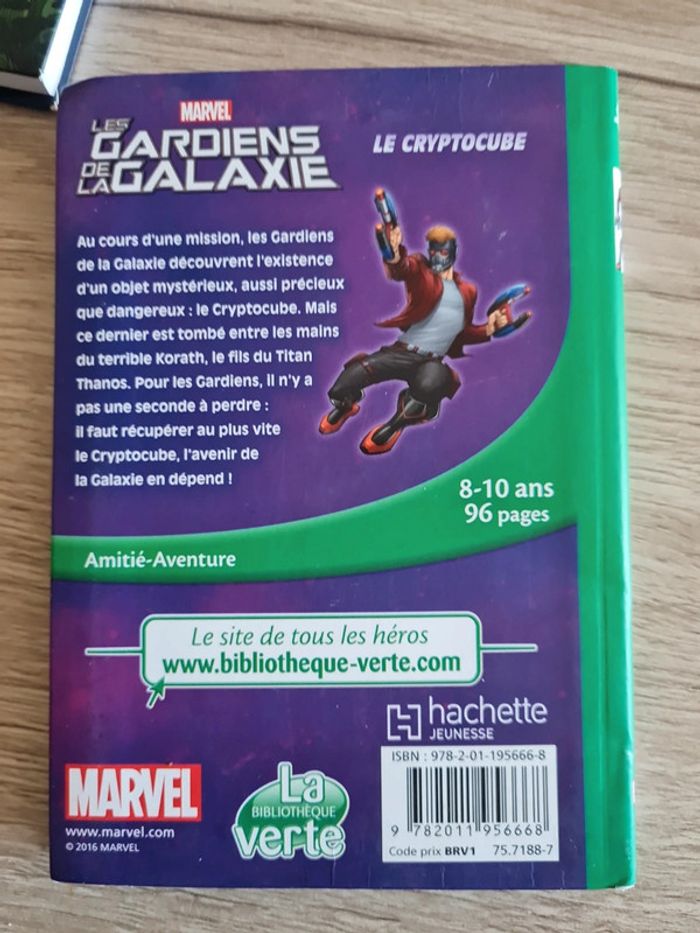 MARVEL
LES
GARDIENS
DE
LA GALAXIE
LE CRYPTOCUBE
Au cours d'une mission, les Gardiens
de la Galaxie découvrent l'existence
d'un objet mystérieux, aussi précieux
que dangereux : le Cryptocube. Mais
ce dernier est tombé entre les mains
du terrible Korath, le fils du Titan
Thanos. Pour les Gardiens, il n'y a
pas une seconde à perdre :
il faut récupérer au plus vite
le Cryptocube, l'avenir de
la Galaxie en dépend !
8-10 ans
96 pages
Amitié-Aventure
Le site de tous les héros
www.bibliotheque-verte.com
hachette
JEUNESSE
ISBN : 978-2-01-195666-8
9 782011 956668
Code prix BRV1 75.7188-7
MARVEL
www.marvel.com
© 2016 MARVEL
La
BIBLIOTHÈQUE
verte